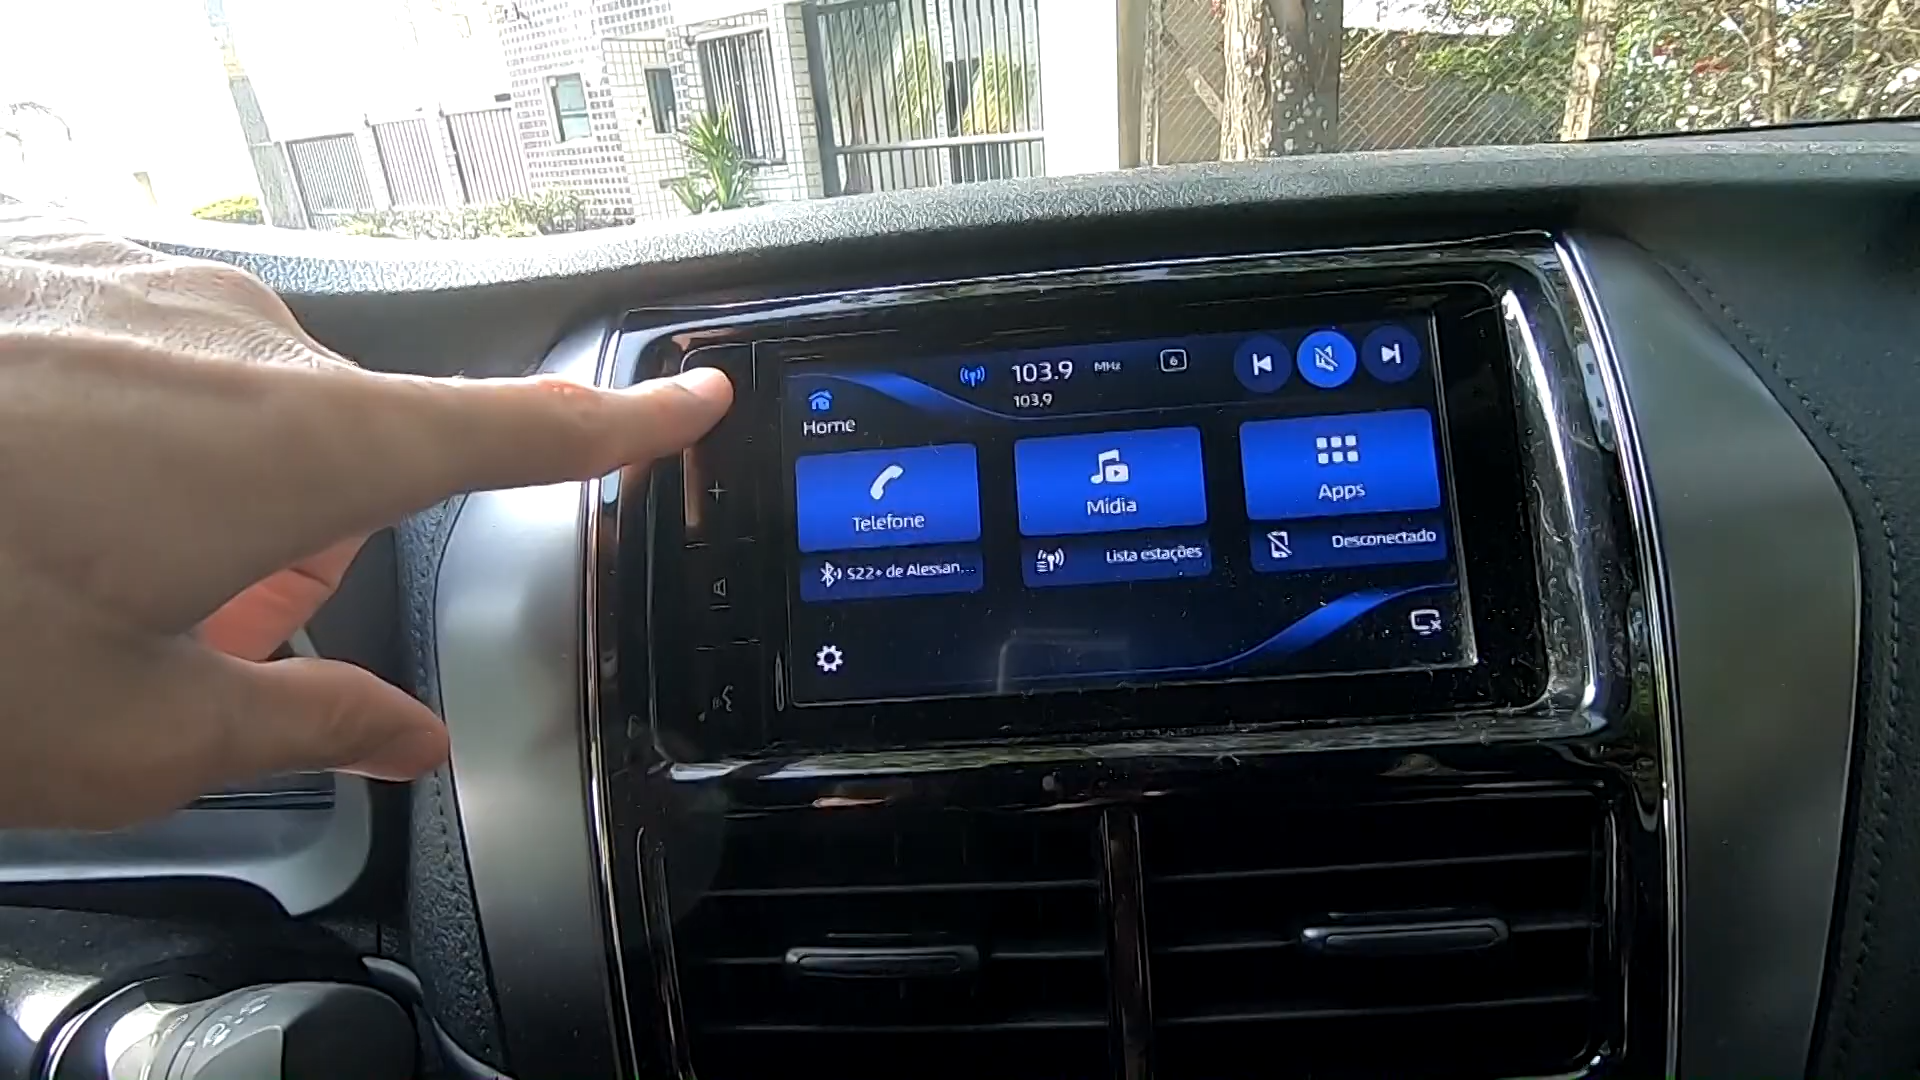 103.9 MHz 6
103,9
Home
Telefone
Mídia
Apps
S22+ de Alessan...
Lista estações
Desconectado